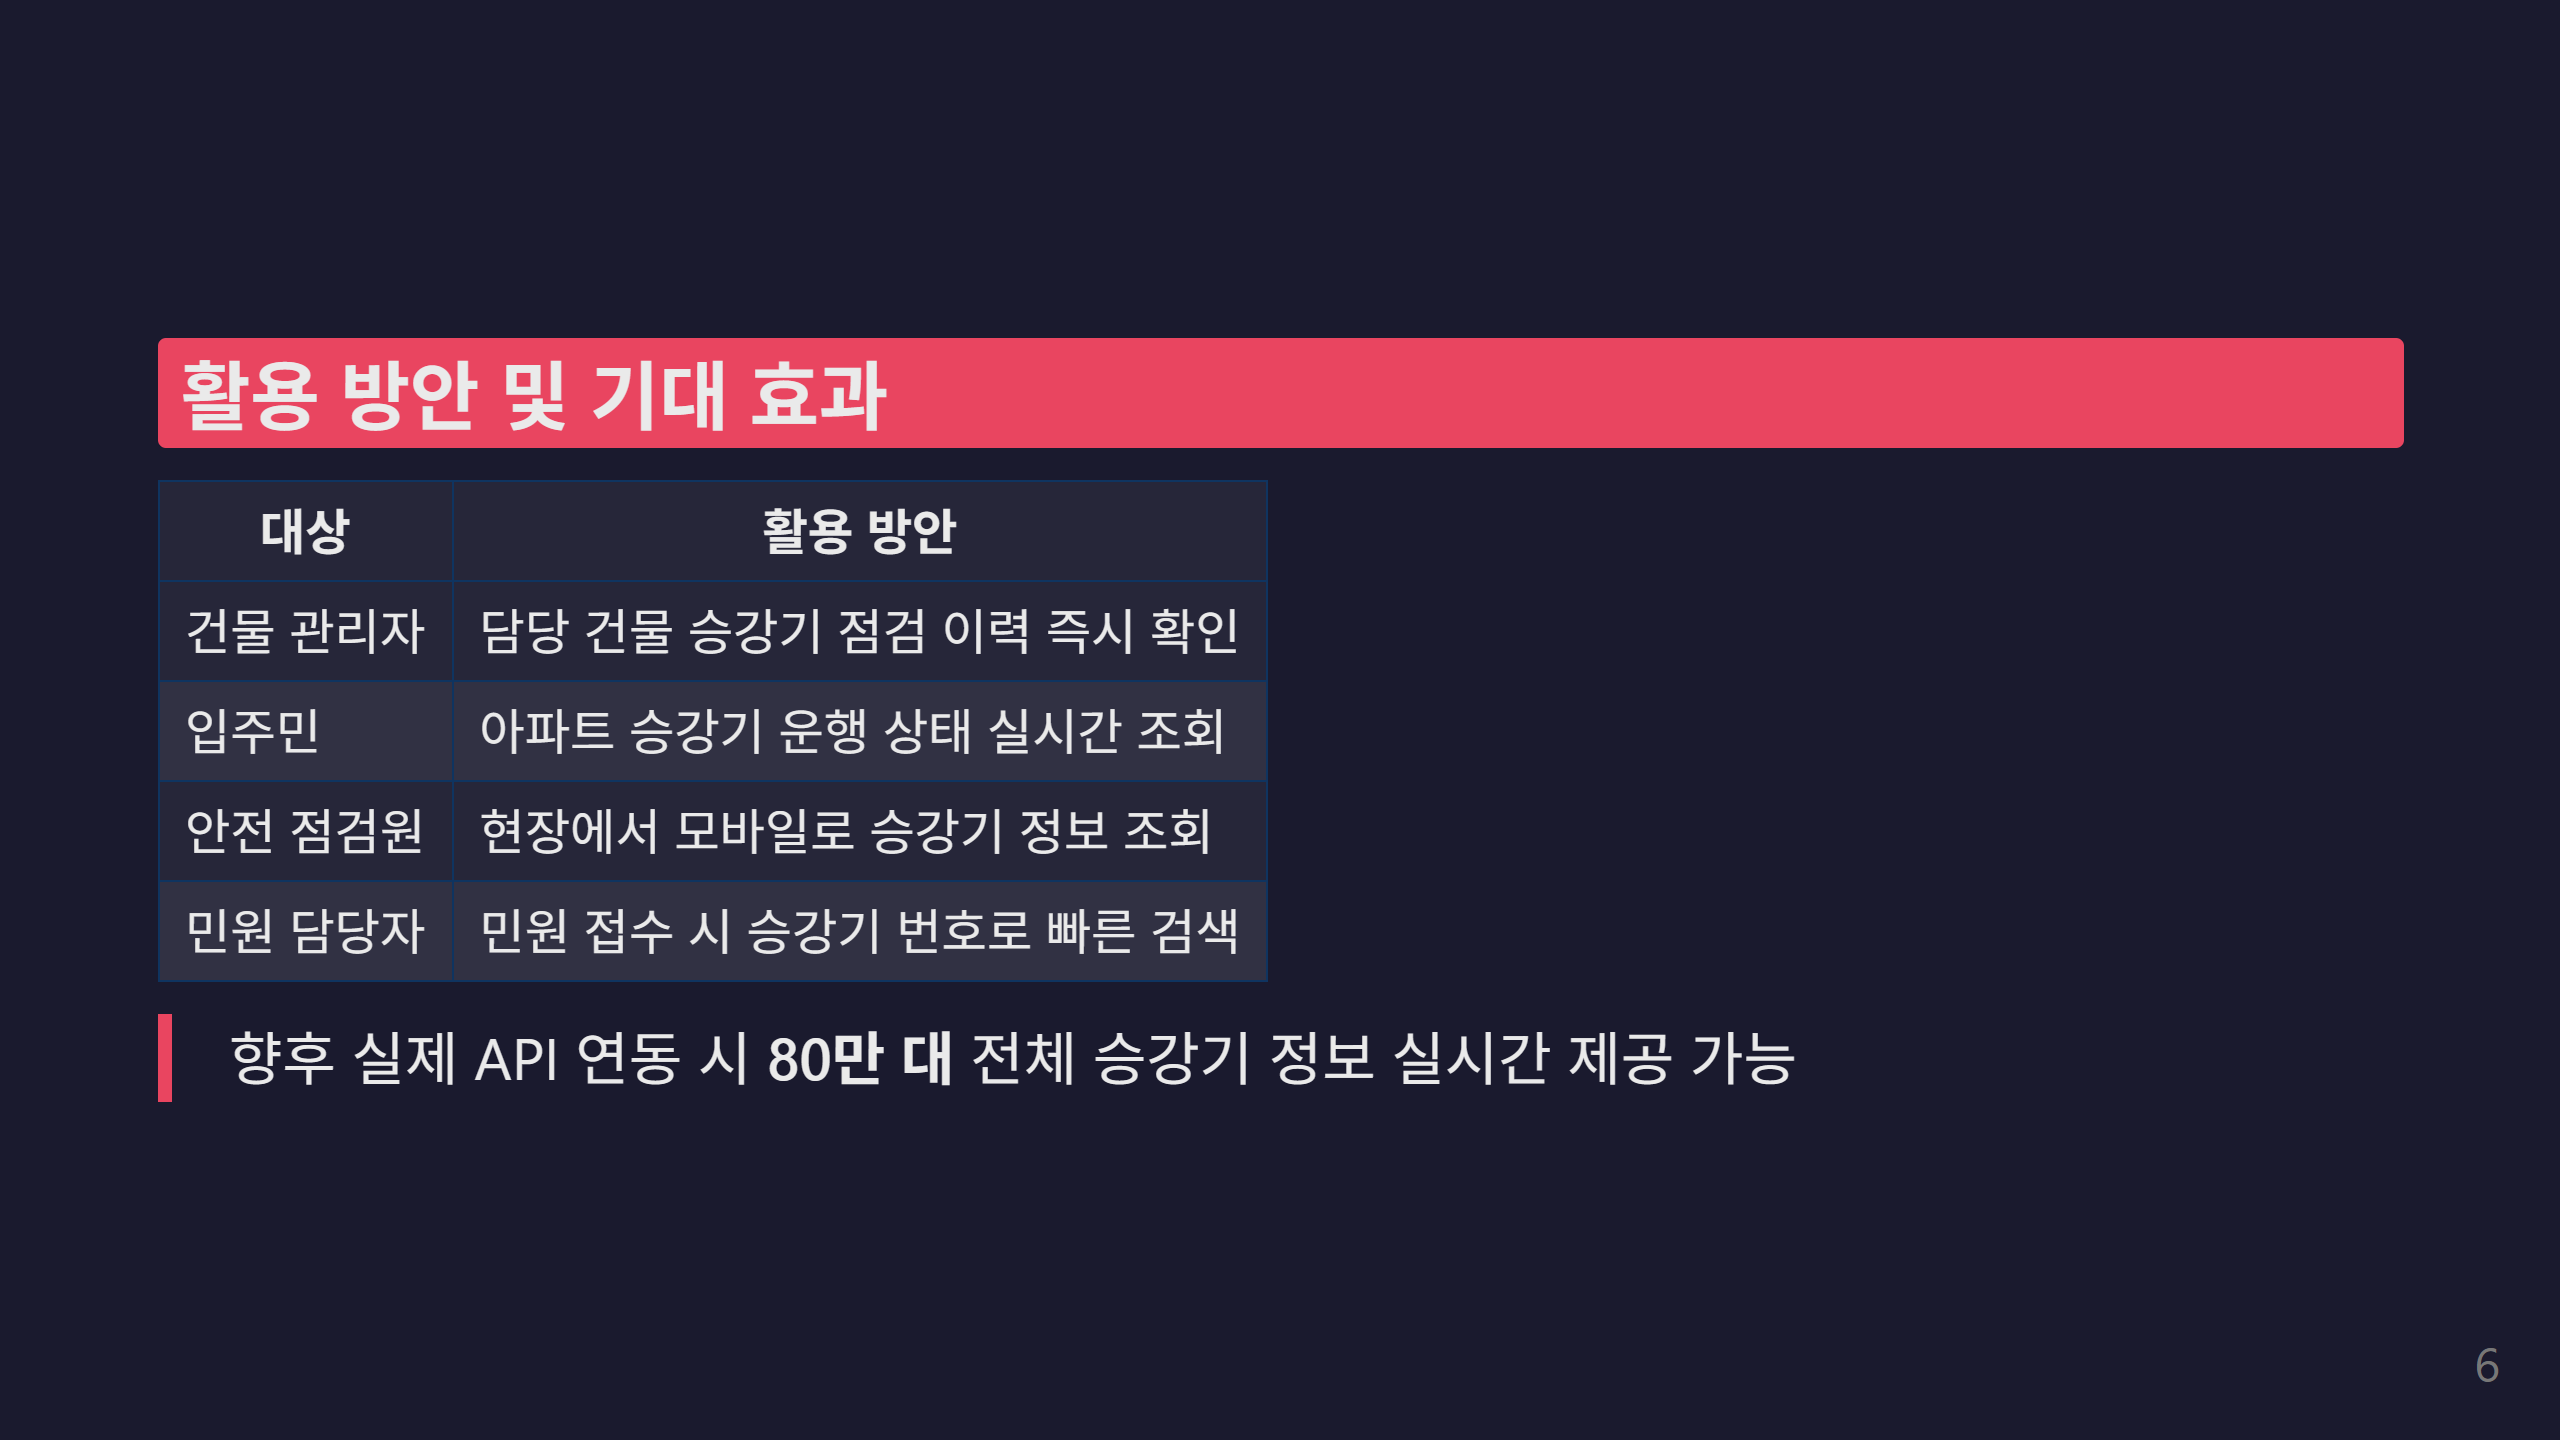 활용 방안 및 기대 효과
대상 활용 방안
건물 관리자 담당 건물 승강기 점검 이력 즉시 확인
입주민 아파트 승강기 운행 상태 실시간 조회
안전 점검원 현장에서 모바일로 승강기 정보 조회
민원 담당자 민원 접수 시 승강기 번호로 빠른 검색
향후 실제 API 연동 시 80만 대 전체 승강기 정보 실시간 제공 가능
6